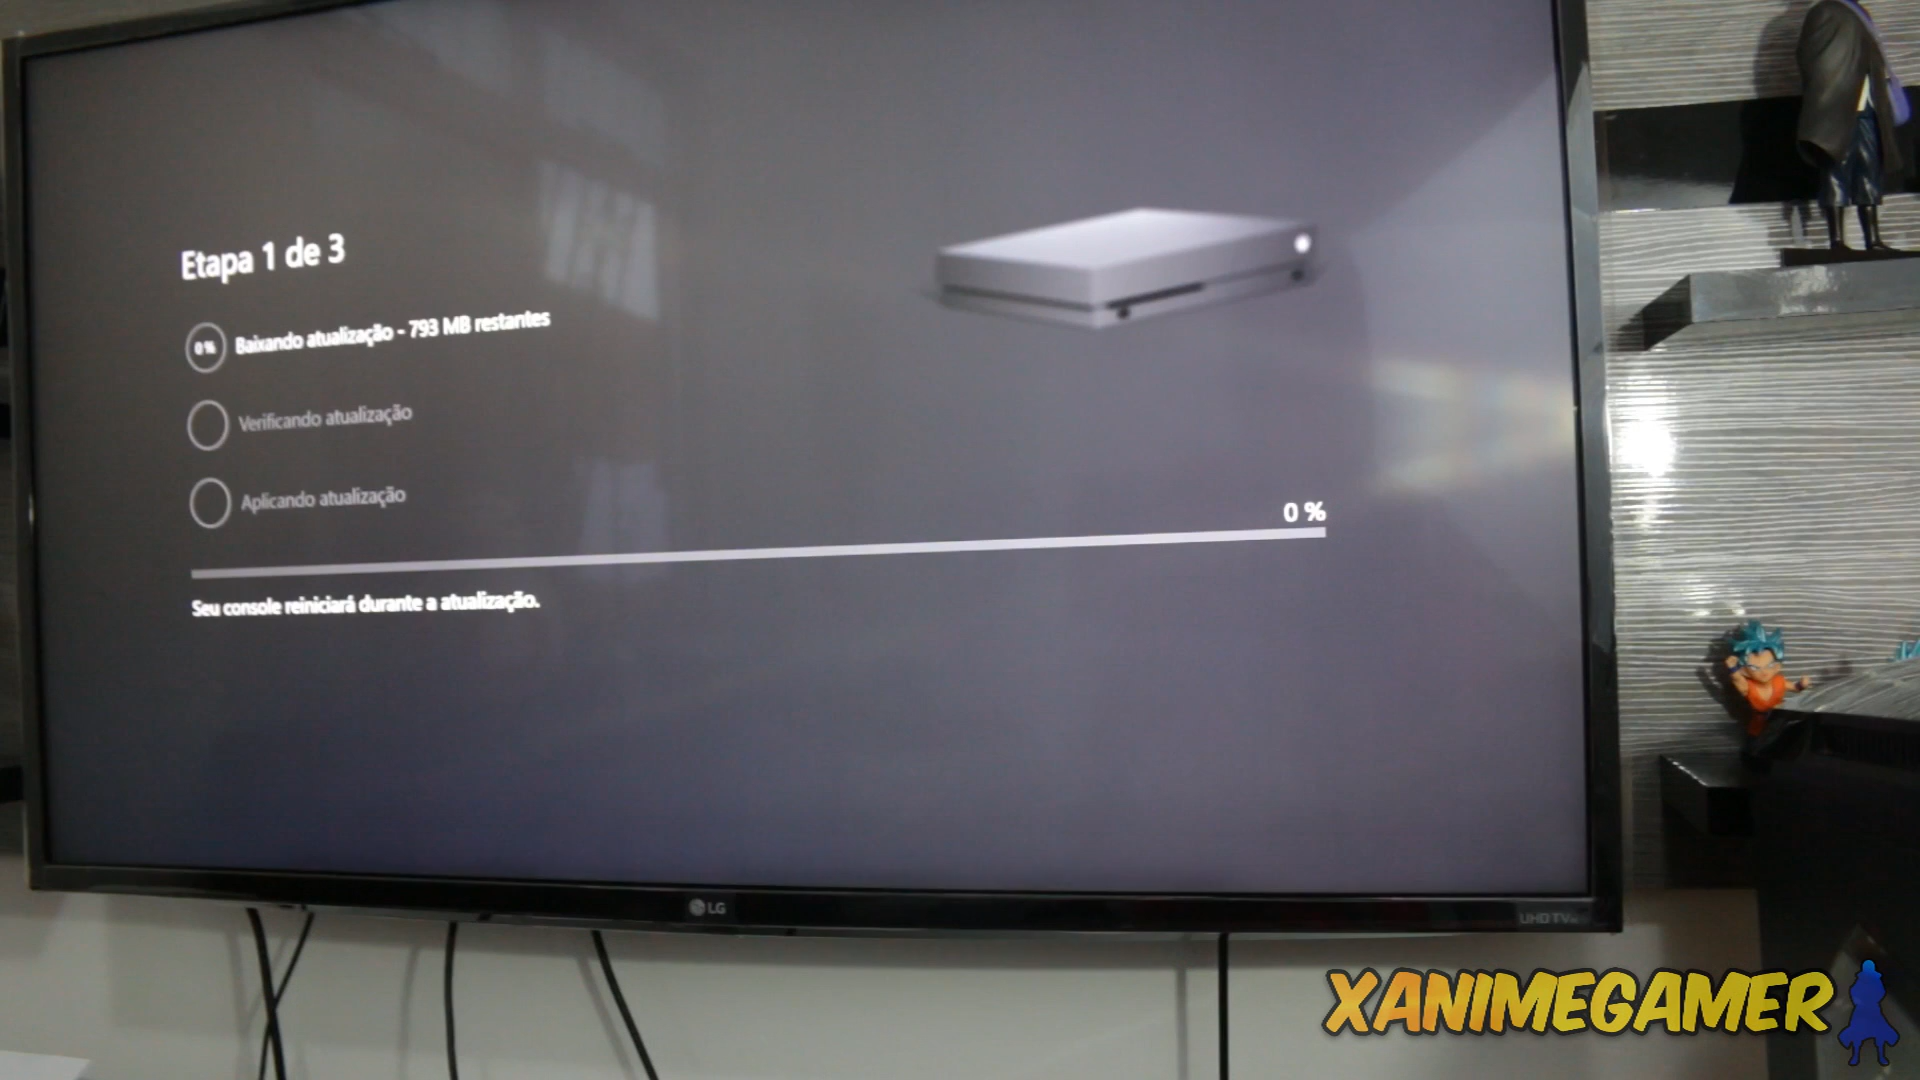 Etapa 1 de 3
0 %
Baixando atualização - 793 MB restantes
Verificando atualização
Aplicando atualização
0 %
Seu console reiniciará durante a atualização.
LG
UHD TV
XANIMEGAMER